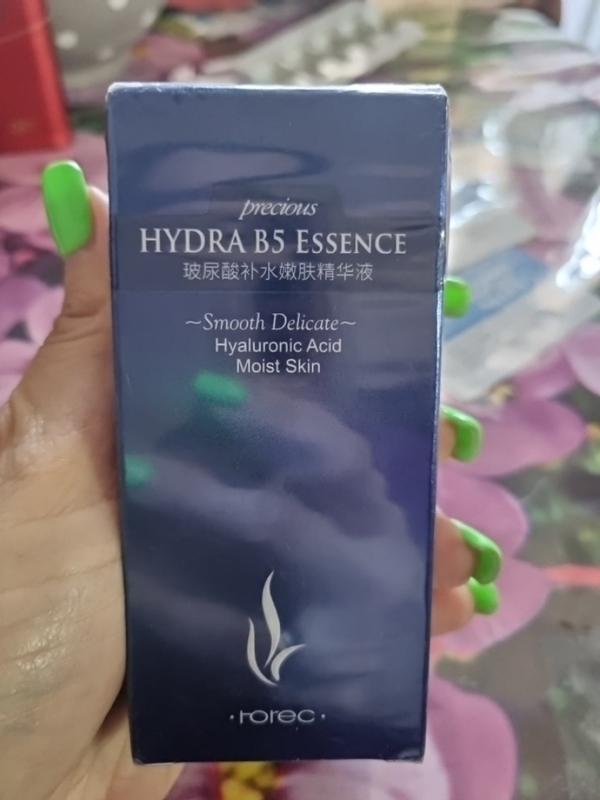 precious
HYDRA B5 ESSENCE
玻尿酸补水嫩肤精华液
~Smooth Delicate~
Hyaluronic Acid
Moist Skin
·rorec·